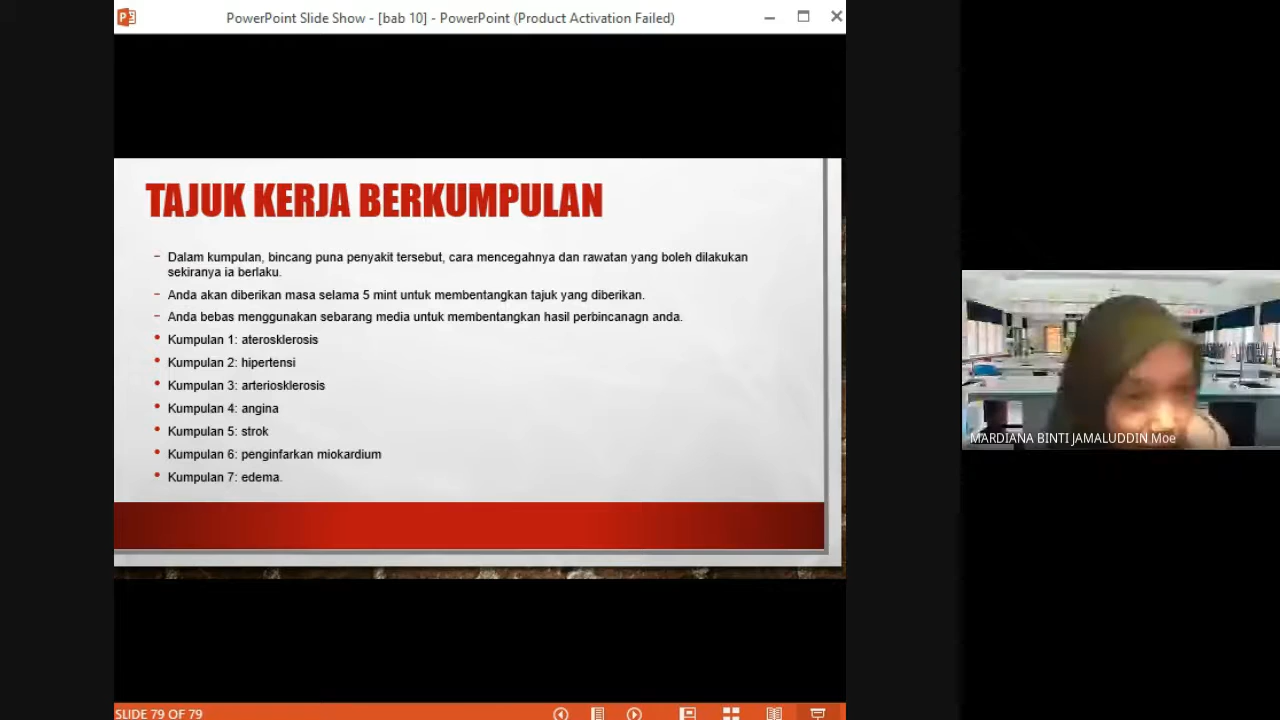 PowerPoint Slide Show - [bab 10] - PowerPoint (Product Activation Failed)
TAJUK KERJA BERKUMPULAN
- Dalam kumpulan, bincang puna penyakit tersebut, cara mencegahnya dan rawatan yang boleh dilakukan
sekiranya ia berlaku.
- Anda akan diberikan masa selama 5 mint untuk membentangkan tajuk yang diberikan.
- Anda bebas menggunakan sebarang media untuk membentangkan hasil perbincanagn anda.
• Kumpulan 1: aterosklerosis
• Kumpulan 2: hipertensi
• Kumpulan 3: arteriosklerosis
• Kumpulan 4: angina
• Kumpulan 5: strok
• Kumpulan 6: penginfarkan miokardium
• Kumpulan 7: edema.
MARDIANA BINTI JAMALUDDIN Moe
SLIDE 79 OF 79